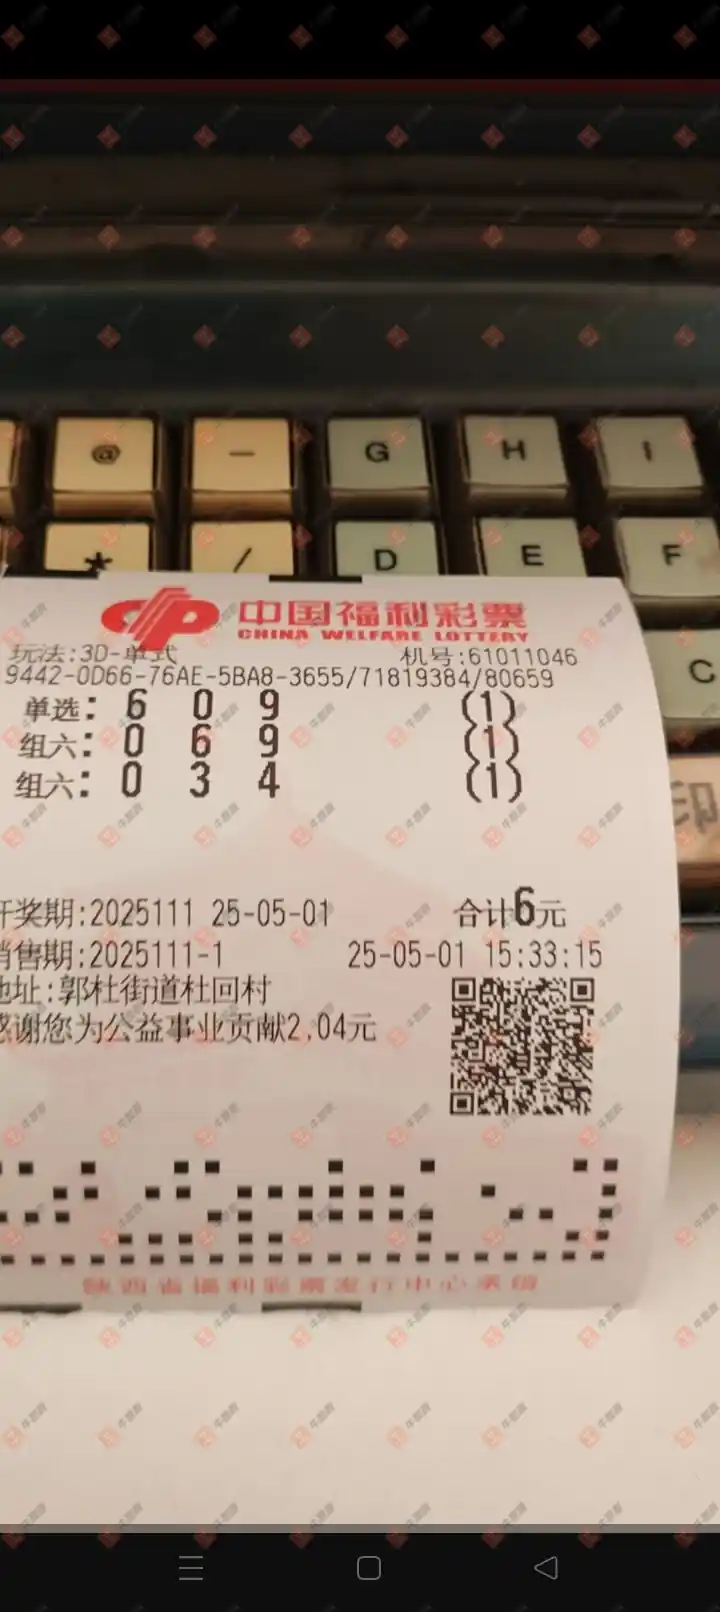 @ - G H I
* / D E F
中国福利彩票
CHINA WELFARE LOTTERY
玩法:3D-单式 机号:61011046
9442-0D66-76AE-5BA8-3655/71819384/80659
单选: 6 0 9 (1)
C
组六: 0 6 9 (1)
组六: 0 3 4 (1)
印
开奖期:2025111 25-05-01 合计6元
销售期:2025111-1 25-05-01 15:33:15
地址:郭杜街道杜回村
感谢您为公益事业贡献2.04元
陕西省福利彩票发行中心承销